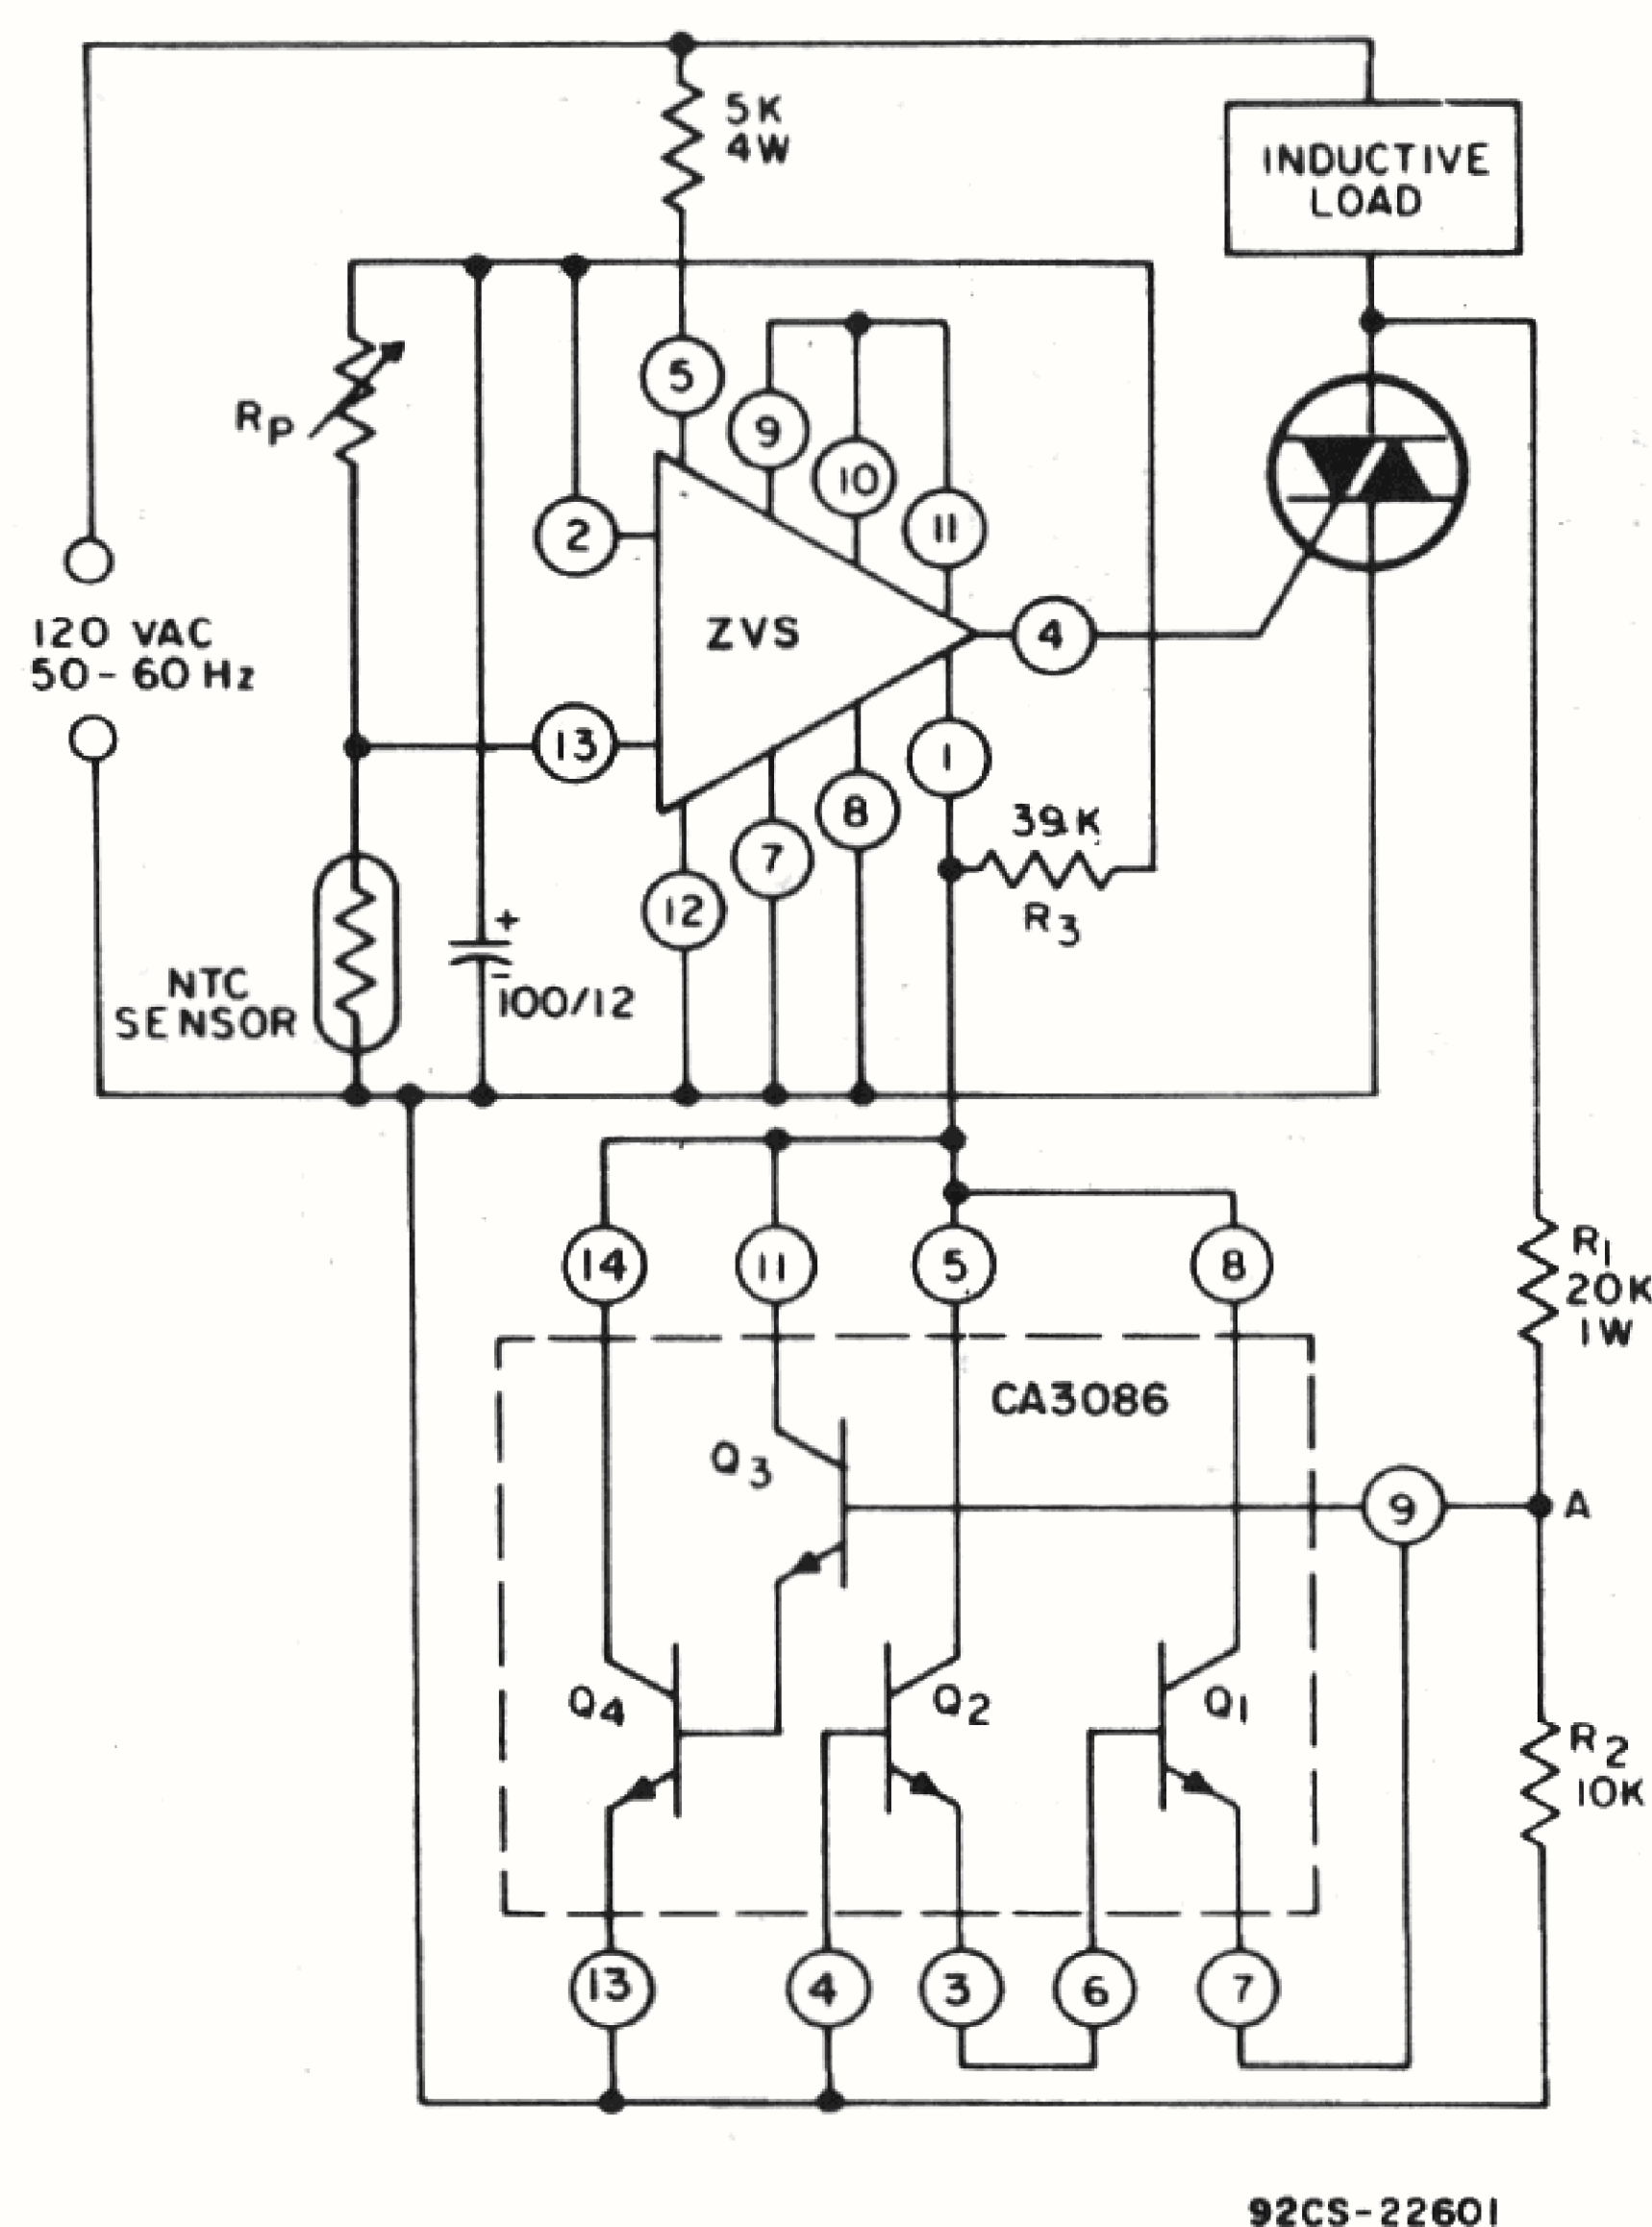 5K
4W
INDUCTIVE
LOAD
RP
5
9
10
11
2
120 VAC
50-60 Hz
ZVS
4
13
1
8
7
12
39K
R3
+
-
100/12
NTC
SENSOR
14
11
5
8
R1
20K
1W
CA3086
Q3
9
A
Q4
Q2
Q1
R2
10K
13
4
3
6
7
92CS-22601